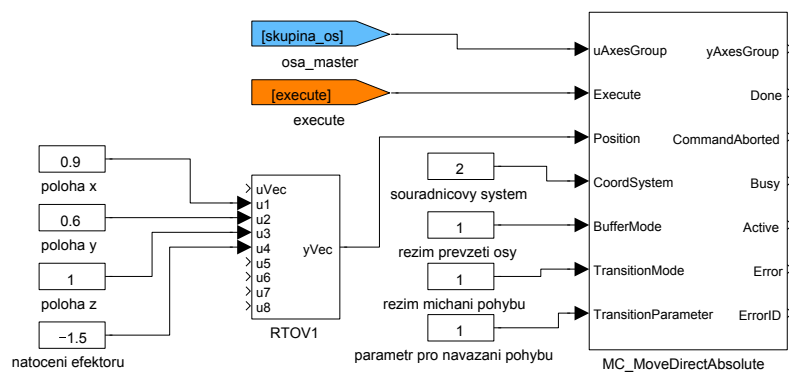 [skupina_os]
osa_master
[execute]
execute
0.9
poloha x
0.6
poloha y
1
poloha z
−1.5
natoceni efektoru
uVec
u1
u2
u3
u4
u5
u6
u7
u8
yVec
RTOV1
2
souradnicovy system
1
rezim prevzeti osy
1
rezim michani pohybu
1
parametr pro navazani pohybu
uAxesGroup
Execute
Position
CoordSystem
BufferMode
TransitionMode
TransitionParameter
yAxesGroup
Done
CommandAborted
Busy
Active
Error
ErrorID
MC_MoveDirectAbsolute